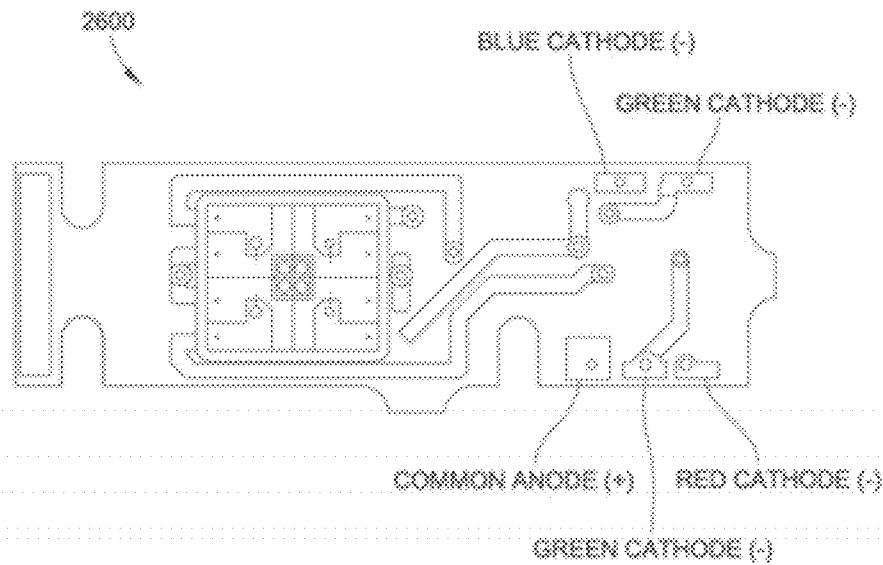 2600
BLUE CATHODE (-)
GREEN CATHODE (-)
COMMON ANODE (+)
RED CATHODE (-)
GREEN CATHODE (-)